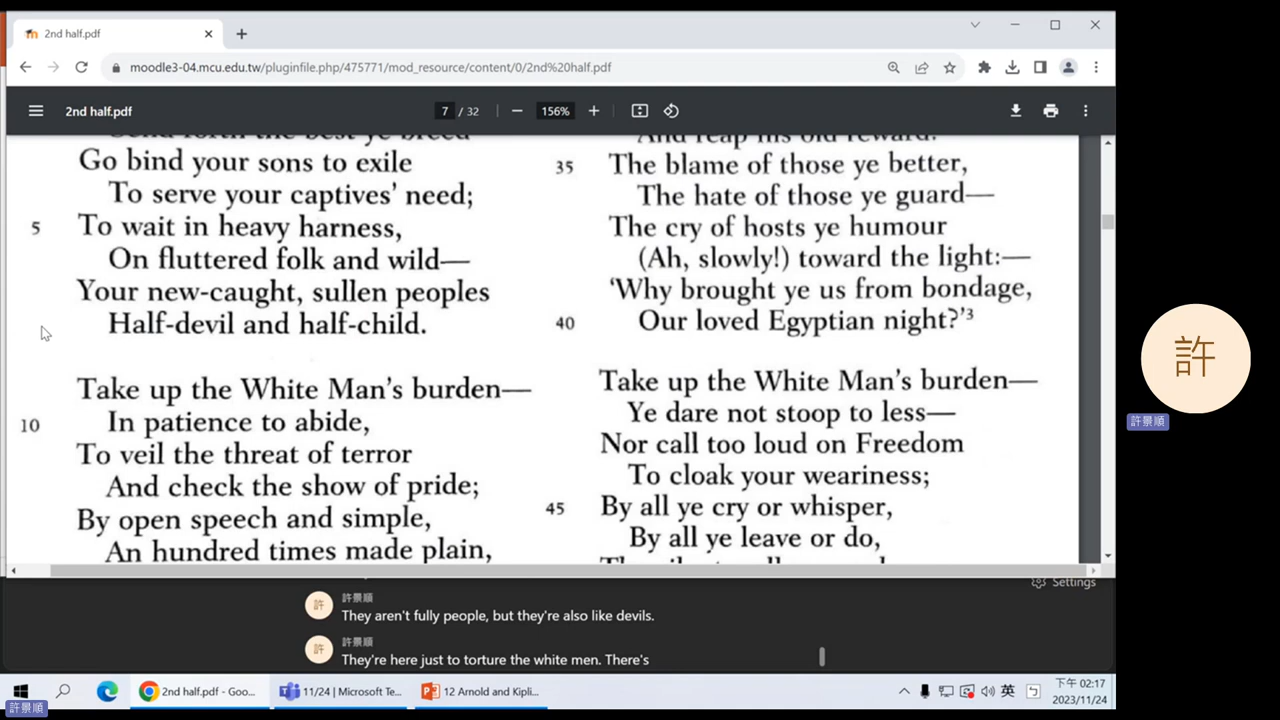 2nd half.pdf
moodle3-04.mcu.edu.tw/pluginfile.php/475771/mod_resource/content/0/2nd%20half.pdf
2nd half.pdf
7 / 32
156%
Send forth the best ye breed
Go bind your sons to exile
To serve your captives' need;
5 To wait in heavy harness,
On fluttered folk and wild—
Your new-caught, sullen peoples
Half-devil and half-child.
Take up the White Man's burden—
10 In patience to abide,
To veil the threat of terror
And check the show of pride;
By open speech and simple,
An hundred times made plain,
And reap his old reward:
35 The blame of those ye better,
The hate of those ye guard—
The cry of hosts ye humour
(Ah, slowly!) toward the light:—
'Why brought ye us from bondage,
40 Our loved Egyptian night?'³
Take up the White Man's burden—
Ye dare not stoop to less—
Nor call too loud on Freedom
To cloak your weariness;
45 By all ye cry or whisper,
By all ye leave or do,
Settings
許
許景順
They aren't fully people, but they're also like devils.
許
許景順
They're here just to torture the white men. There's
許
許景順
2nd half.pdf - Goo...
11/24 | Microsoft Te...
12 Arnold and Kipli...
英
下午 02:17
2023/11/24
許景順